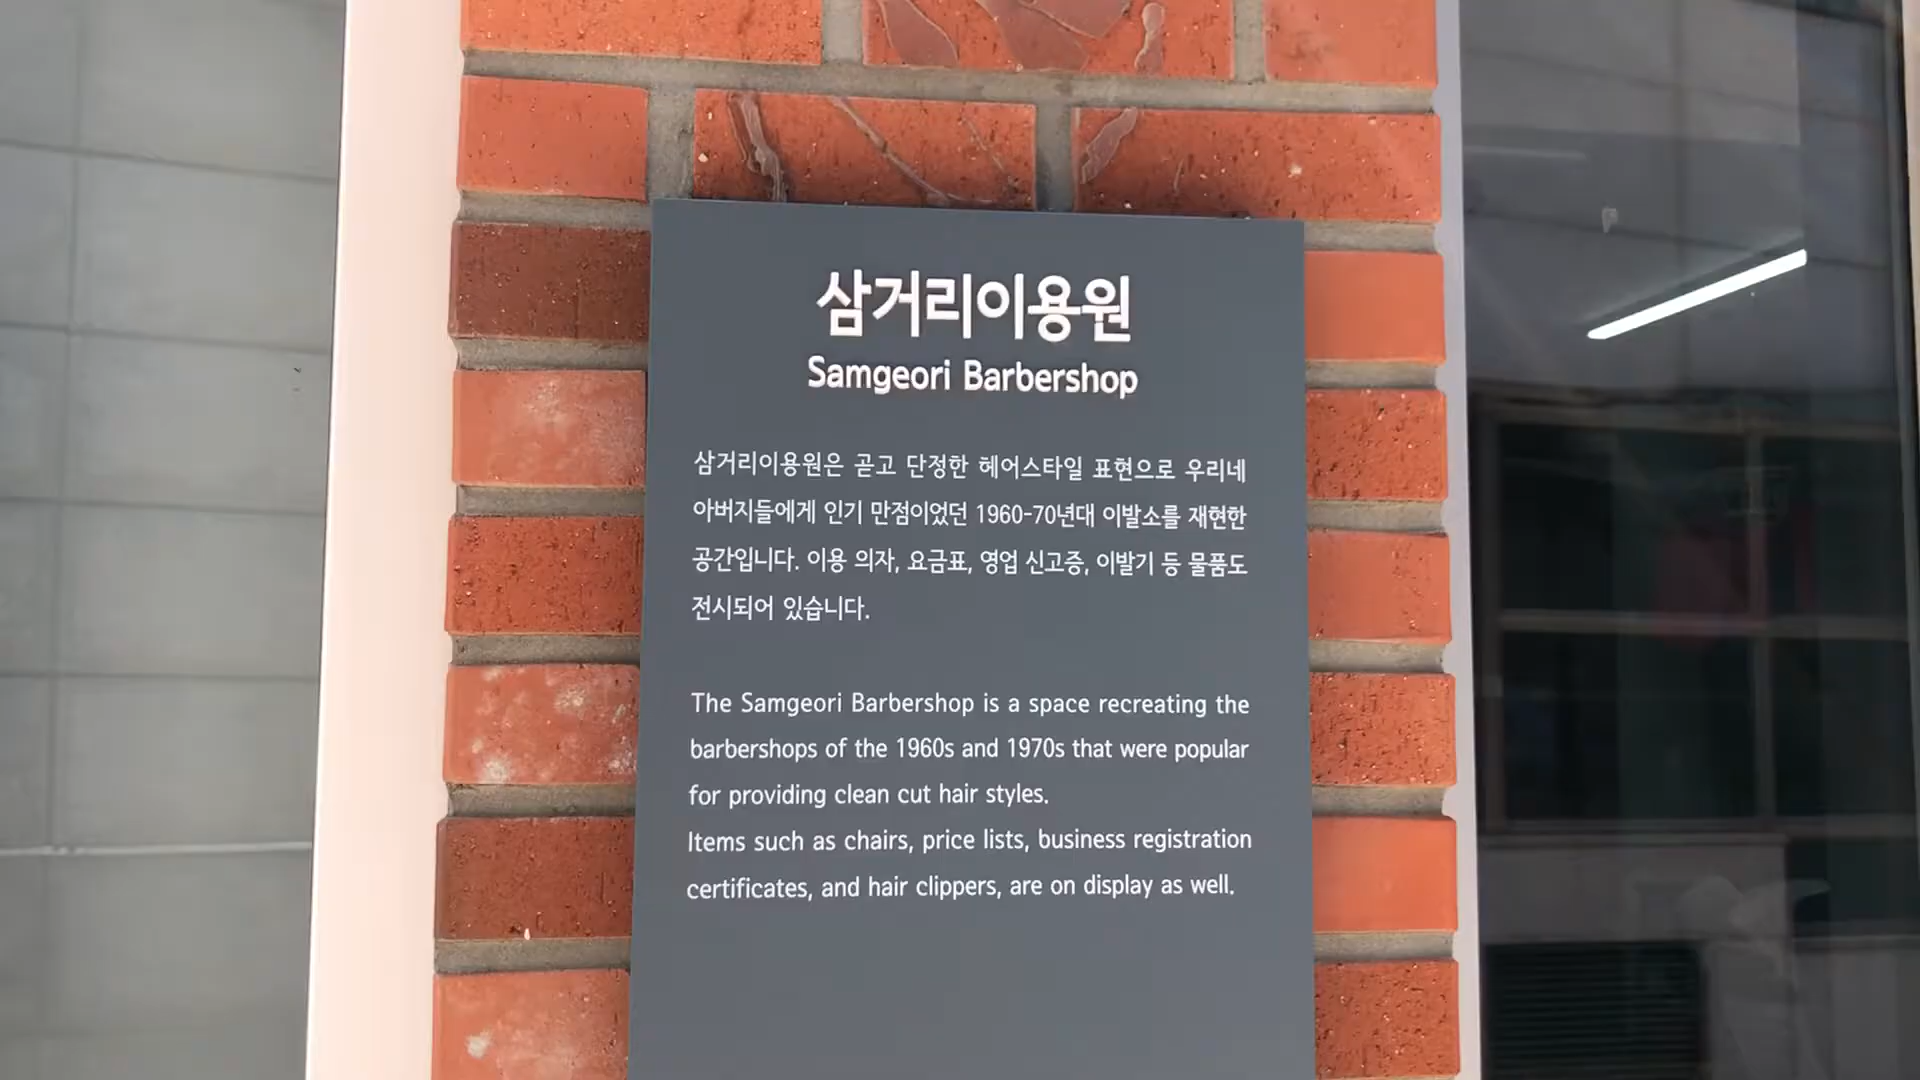 삼거리이용원
Samgeori Barbershop
삼거리이용원은 곧고 단정한 헤어스타일 표현으로 우리네
아버지들에게 인기 만점이었던 1960-70년대 이발소를 재현한
공간입니다. 이용 의자, 요금표, 영업 신고증, 이발기 등 물품도
전시되어 있습니다.
The Samgeori Barbershop is a space recreating the
barbershops of the 1960s and 1970s that were popular
for providing clean cut hair styles.
Items such as chairs, price lists, business registration
certificates, and hair clippers, are on display as well.